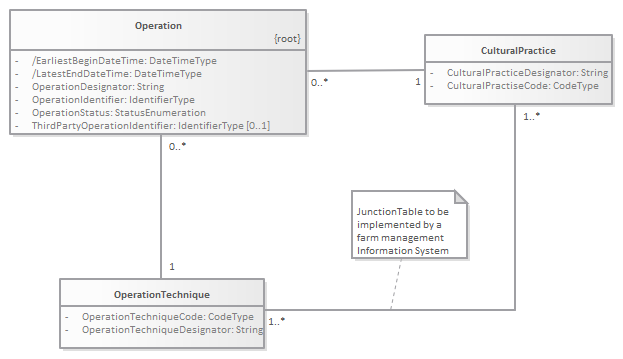 Operation
{root}
- /EarliestBeginDateTime: DateTimeType
- /LatestEndDateTime: DateTimeType
- OperationDesignator: String
- OperationIdentifier: IdentifierType
- OperationStatus: StatusEnumeration
- ThirdPartyOperationIdentifier: IdentifierType [0..1]
CulturalPractice
- CulturalPracticeDesignator: String
- CulturalPractiseCode: CodeType
0..*
1
0..*
1..*
JunctionTable to be
implemented by a
farm management
Information System
1
OperationTechnique
- OperationTechniqueCode: CodeType
- OperationTechniqueDesignator: String
1..*